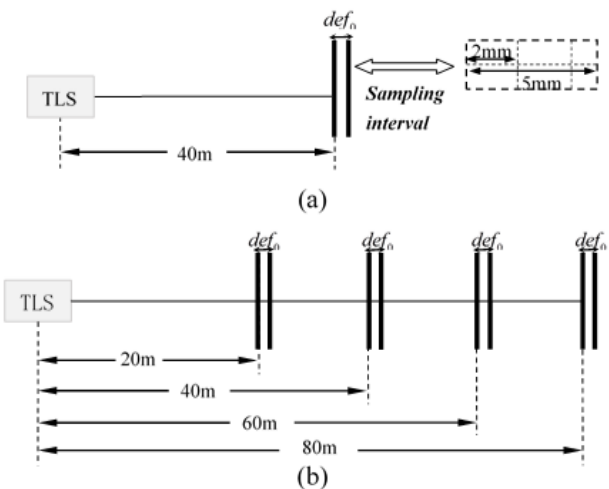 def₀
2mm
5mm
TLS
Sampling
interval
40m
(a)
def₀ def₀ def₀ def₀
TLS
20m
40m
60m
80m
(b)